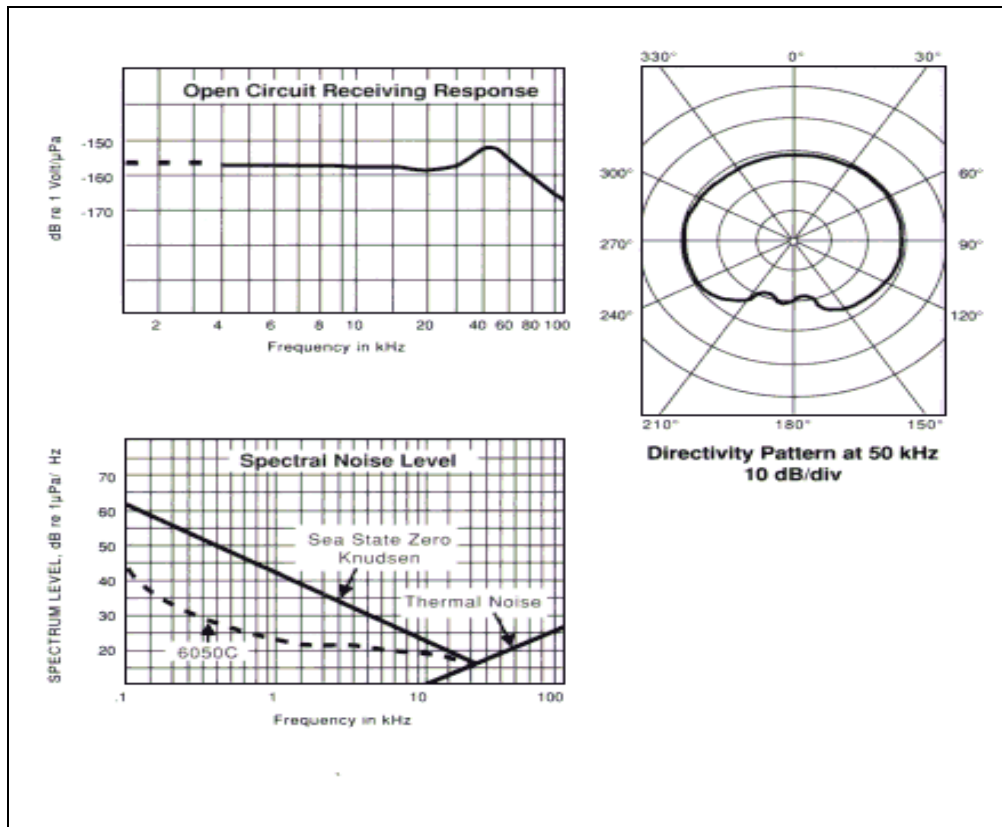 Open Circuit Receiving Response
dB re 1 Volt/µPa
-150
-160
-170
2 4 6 8 10 20 40 60 80 100
Frequency in kHz
330° 0° 30°
300° 60°
270° 90°
240° 120°
210° 180° 150°
Directivity Pattern at 50 kHz
10 dB/div
Spectral Noise Level
SPECTRUM LEVEL, dB re 1µPa/ Hz
70
60
50
40
30
20
Sea State Zero
Knudsen
Thermal Noise
6050C
.1 1 10 100
Frequency in kHz